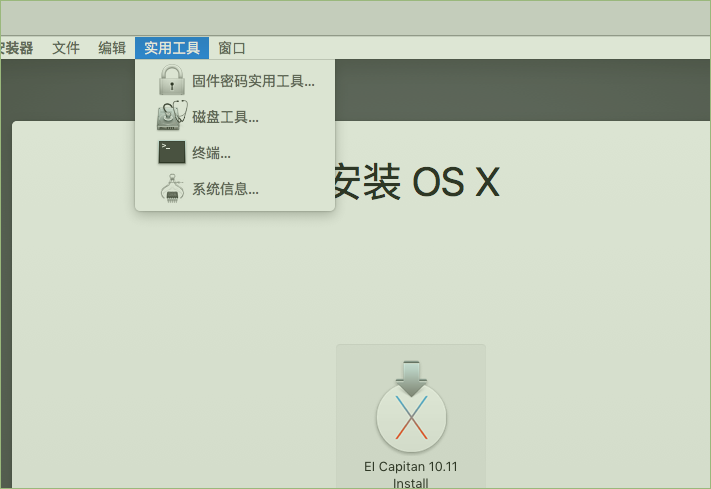 安装器 文件 编辑 实用工具 窗口
固件密码实用工具...
磁盘工具...
>_
终端...
系统信息...
安装 OS X
El Capitan 10.11
Install